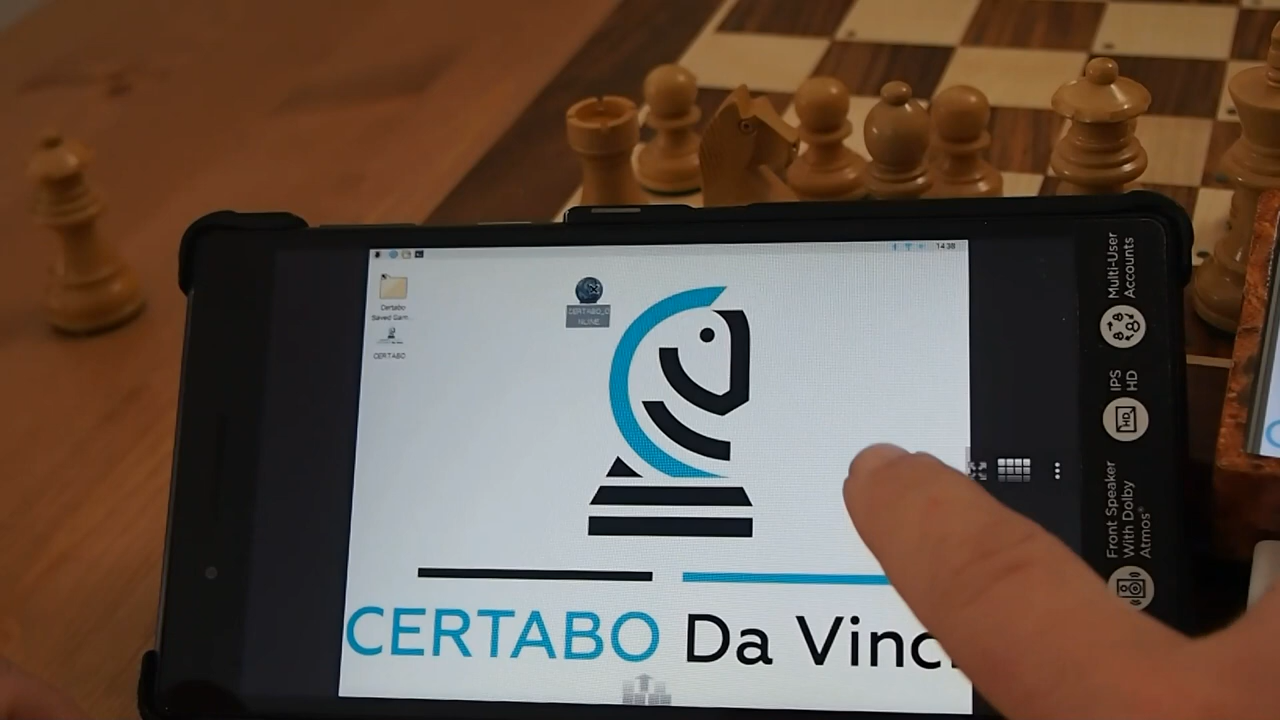 14:38
Certabo
Saved Gam...
CERTABO
CERTABO_O
NLINE
CERTABO Da Vinc
Multi-User
Accounts
IPS
HD
HD
Front Speaker
With Dolby
Atmos®